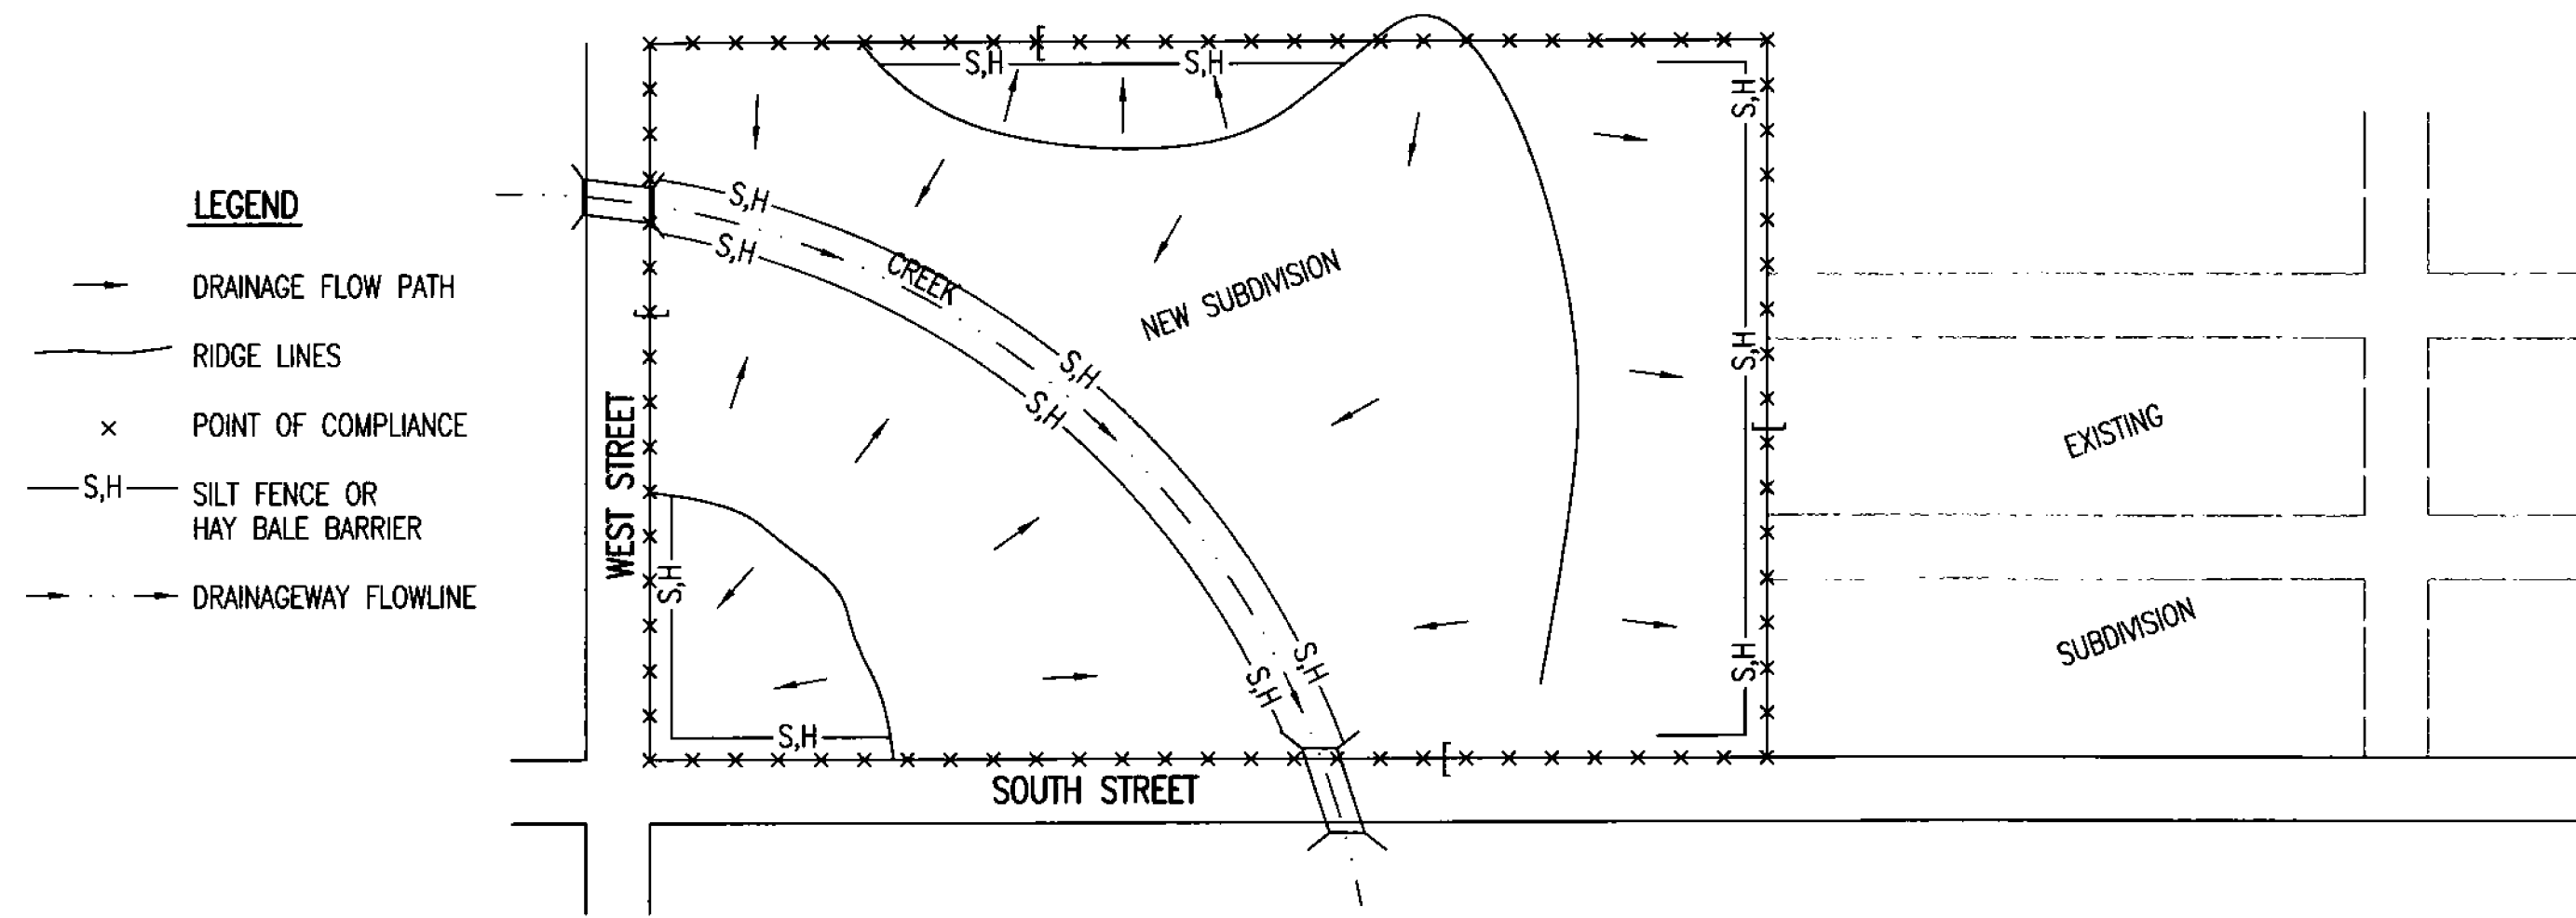 LEGEND
DRAINAGE FLOW PATH
RIDGE LINES
× POINT OF COMPLIANCE
S,H SILT FENCE OR
HAY BALE BARRIER
DRAINAGEWAY FLOWLINE
S,H
S,H
S,H
S,H
S,H
CREEK
NEW SUBDIVISION
S,H
S,H
S,H
WEST STREET
EXISTING
S,H
S,H
S,H
S,H
SUBDIVISION
S,H
SOUTH STREET